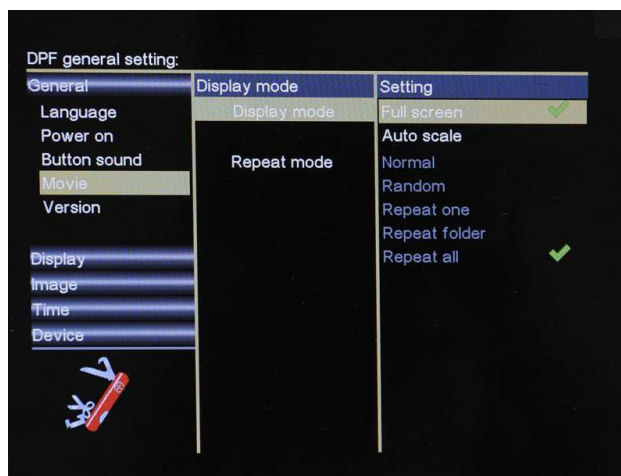 DPF general setting:
General
Language
Power on
Button sound
Movie
Version
Display
Image
Time
Device
Display mode
Display mode
Repeat mode
Setting
Full screen
Auto scale
Normal
Random
Repeat one
Repeat folder
Repeat all